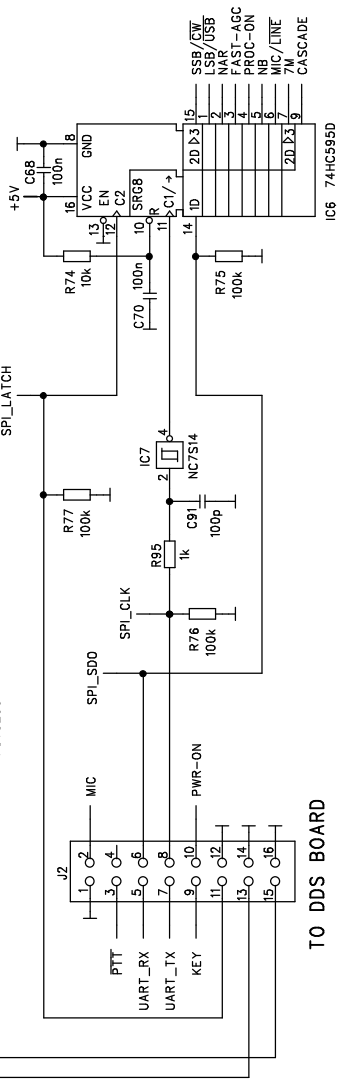 SPI_LATCH
+5V
C68
100n
R74
10k
C70
100n
16
VCC
8
GND
EN
13
12
C2
SRG8
10
R
11
C1/→
14
1D
2D ▷3
2D ▷3
15
1
2
3
4
5
6
7
9
SSB/CW
LSB/USB
NAR
FAST-AGC
PROC-ON
NB
MIC/LINE
7M
CASCADE
IC6 74HC595D
R75
100k
R77
100k
IC7
2
4
NC7S14
C91
100p
R95
1k
SPI_CLK
R76
100k
SPI_SDO
J2
1 2
3 4
5 6
7 8
9 10
11 12
13 14
15 16
MIC
PWR-ON
PTT
UART_RX
UART_TX
KEY
TO DDS BOARD